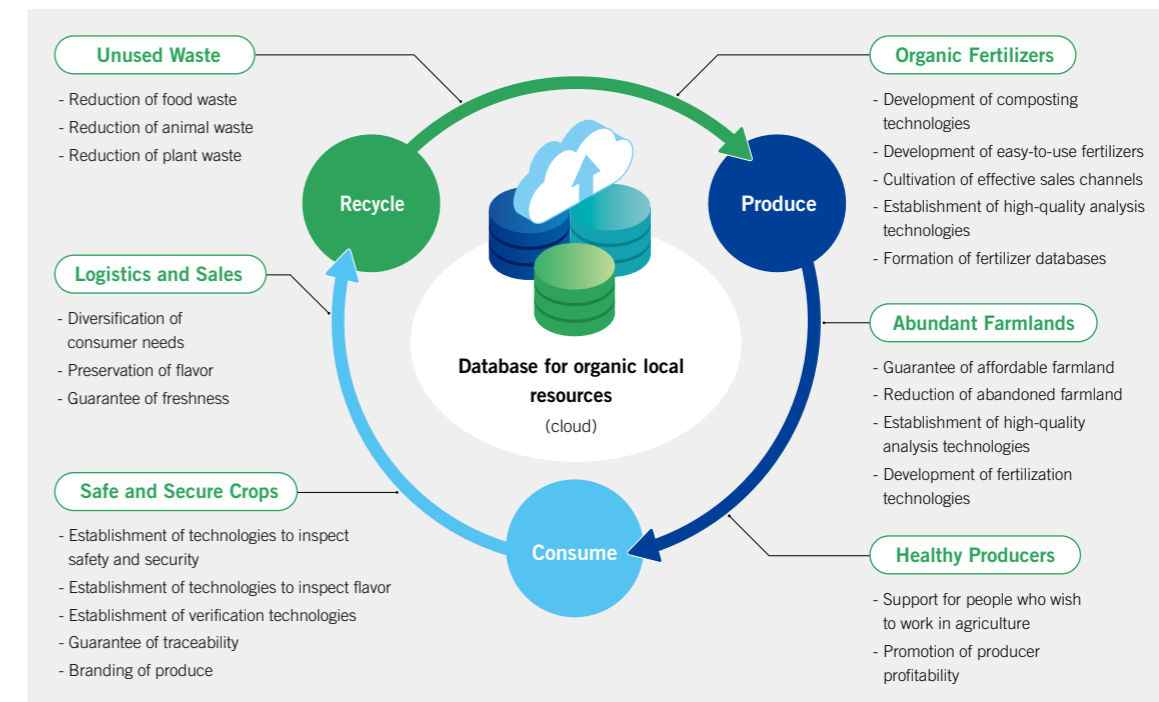 Unused Waste
- Reduction of food waste
- Reduction of animal waste
- Reduction of plant waste
Organic Fertilizers
- Development of composting
technologies
- Development of easy-to-use fertilizers
- Cultivation of effective sales channels
- Establishment of high-quality analysis
technologies
- Formation of fertilizer databases
Recycle
Produce
Logistics and Sales
- Diversification of
consumer needs
- Preservation of flavor
- Guarantee of freshness
Database for organic local
resources
(cloud)
Abundant Farmlands
- Guarantee of affordable farmland
- Reduction of abandoned farmland
- Establishment of high-quality
analysis technologies
- Development of fertilization
technologies
Safe and Secure Crops
- Establishment of technologies to inspect
safety and security
- Establishment of technologies to inspect flavor
- Establishment of verification technologies
- Guarantee of traceability
- Branding of produce
Consume
Healthy Producers
- Support for people who wish
to work in agriculture
- Promotion of producer
profitability